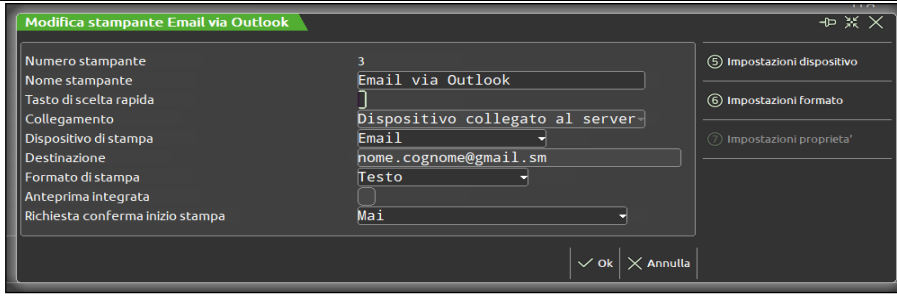 Modifica stampante Email via Outlook
Numero stampante 3
Nome stampante Email via Outlook
Tasto di scelta rapida
Collegamento Dispositivo collegato al server
Dispositivo di stampa Email
Destinazione nome.cognome@gmail.sm
Formato di stampa Testo
Anteprima integrata
Richiesta conferma inizio stampa Mai
5 Impostazioni dispositivo
6 Impostazioni formato
7 Impostazioni proprieta'
Ok Annulla